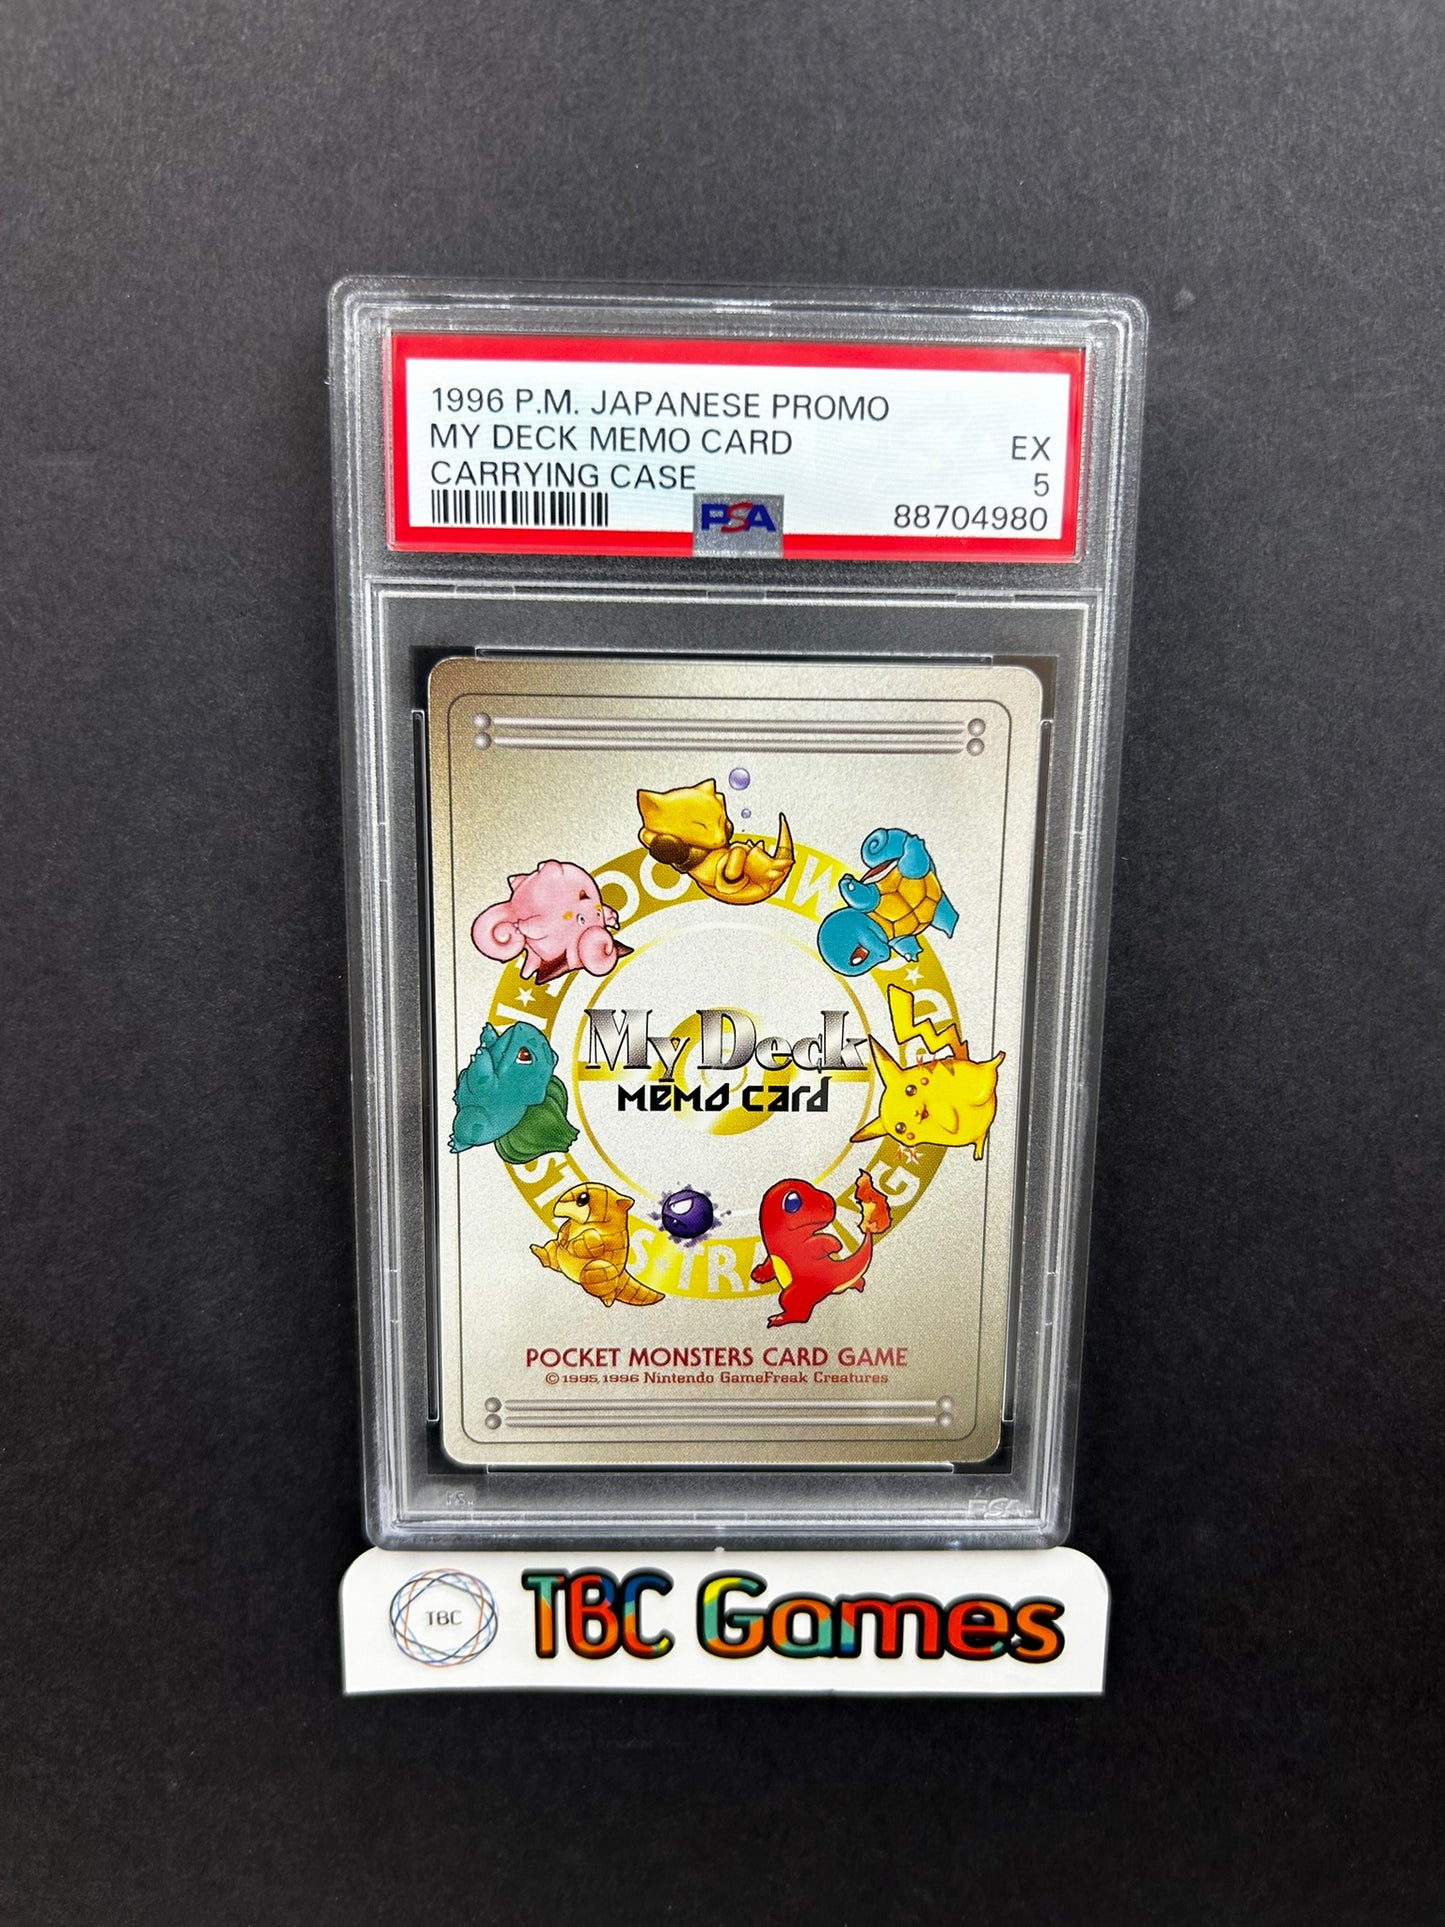 1996 P.M. JAPANESE PROMO
MY DECK MEMO CARD EX
CARRYING CASE 5
PSA 88704980
My Deck
MEMO CARD
POCKET MONSTERS CARD GAME
©1995, 1996 Nintendo GameFreak Creatures
PSA
TBC TBC Games